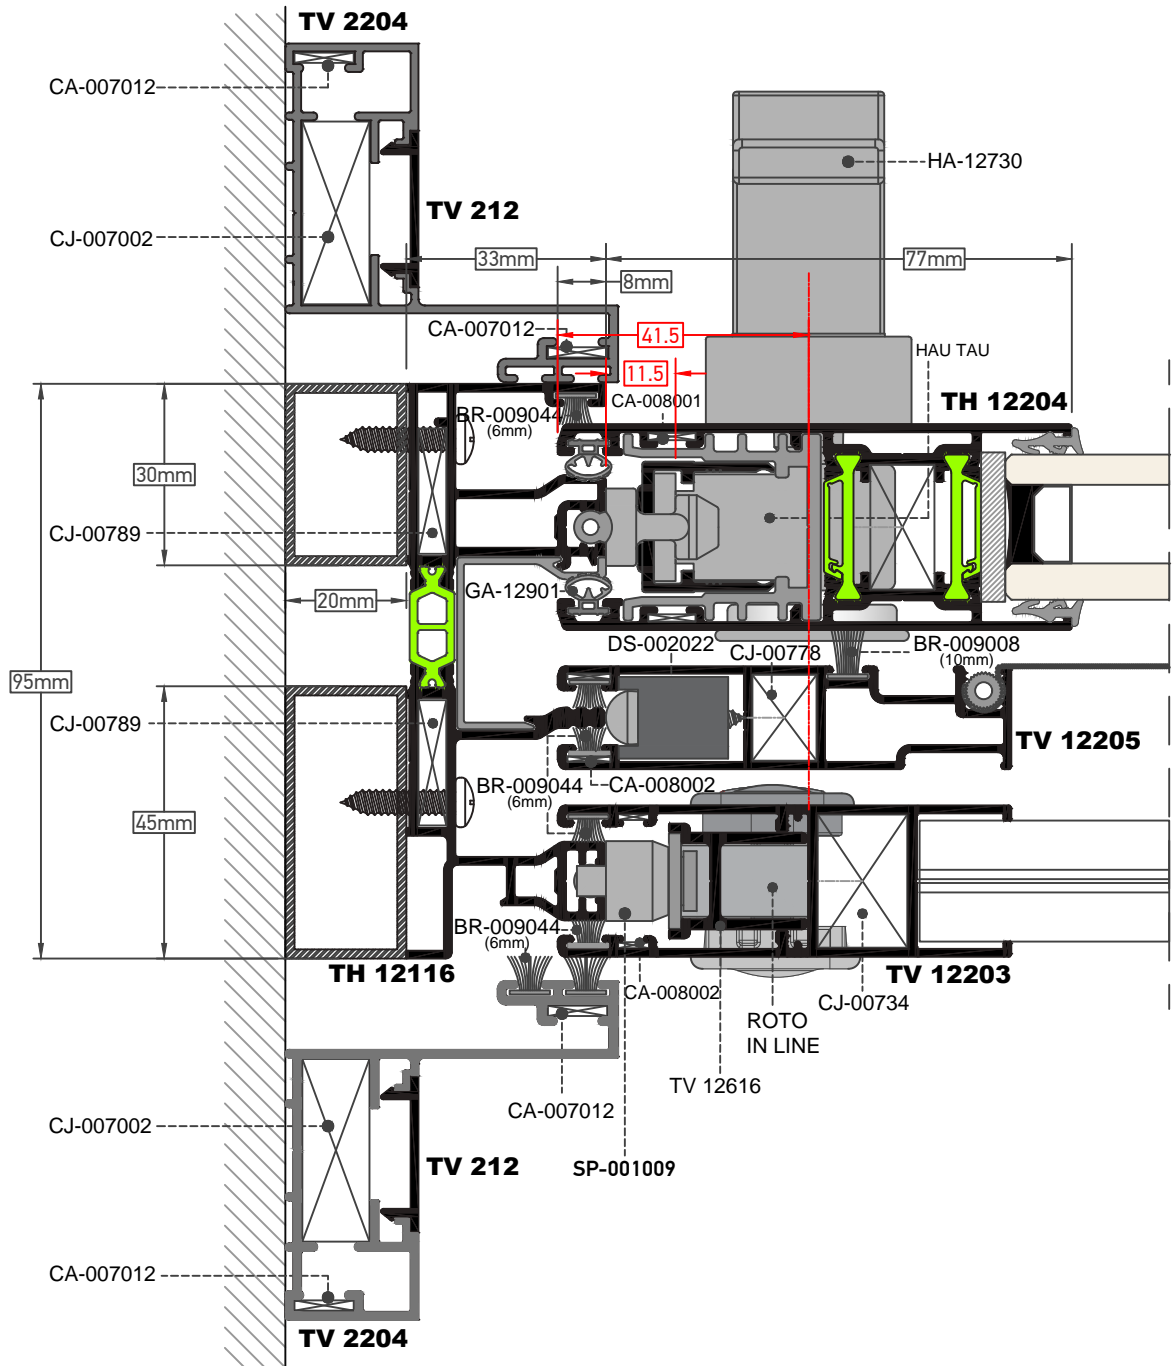 TV 2204
CA-007012
HA-12730
TV 212
CJ-007002
33mm
77mm
8mm
CA-007012
41.5
HAU TAU
11.5
CA-008001
TH 12204
BR-009044
(6mm)
30mm
CJ-00789
GA-12901
20mm
DS-002022
CJ-00778
BR-009008
(10mm)
95mm
CJ-00789
TV 12205
BR-009044
(6mm)
CA-008002
45mm
BR-009044
(6mm)
TH 12116
CA-008002
TV 12203
CJ-00734
ROTO
IN LINE
TV 12616
CA-007012
CJ-007002
TV 212
SP-001009
CA-007012
TV 2204